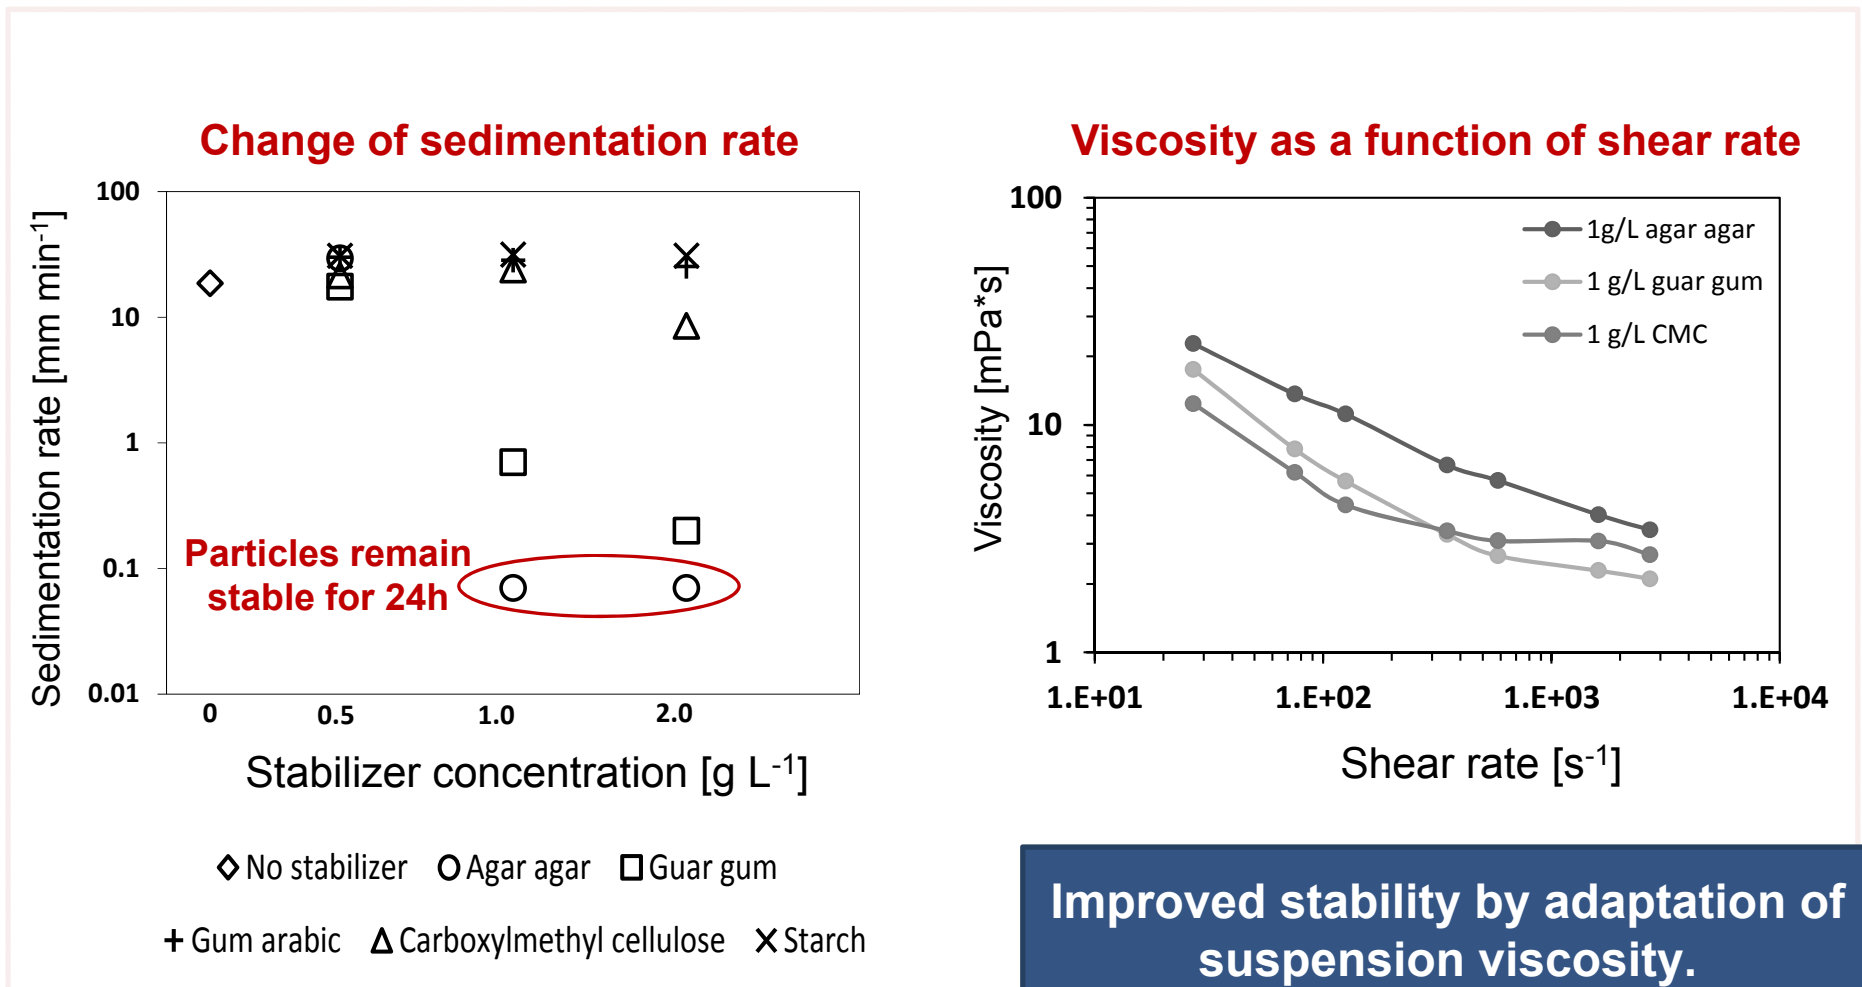 Change of sedimentation rate
Sedimentation rate [mm min-1]
100
10
1
0.1
0.01
Particles remain
stable for 24h
0 0.5 1.0 2.0
Stabilizer concentration [g L-1]
No stabilizer Agar agar Guar gum
Gum arabic Carboxylmethyl cellulose Starch
Viscosity as a function of shear rate
Viscosity [mPa*s]
100
10
1
1g/L agar agar
1 g/L guar gum
1 g/L CMC
1.E+01 1.E+02 1.E+03 1.E+04
Shear rate [s-1]
Improved stability by adaptation of
suspension viscosity.